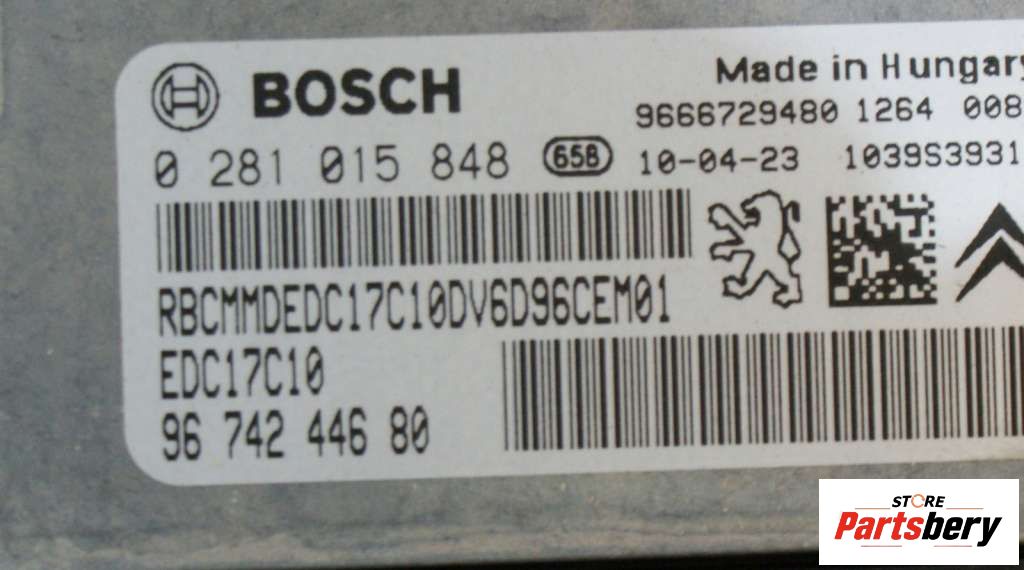 BOSCH
Made in Hungary
9666729480 1264 008
0 281 015 848 65B 10-04-23 1039S3931
RBCMMDEDC17C10DV6D96CEM01
EDC17C10
96 742 446 80
STORE
Partsbery